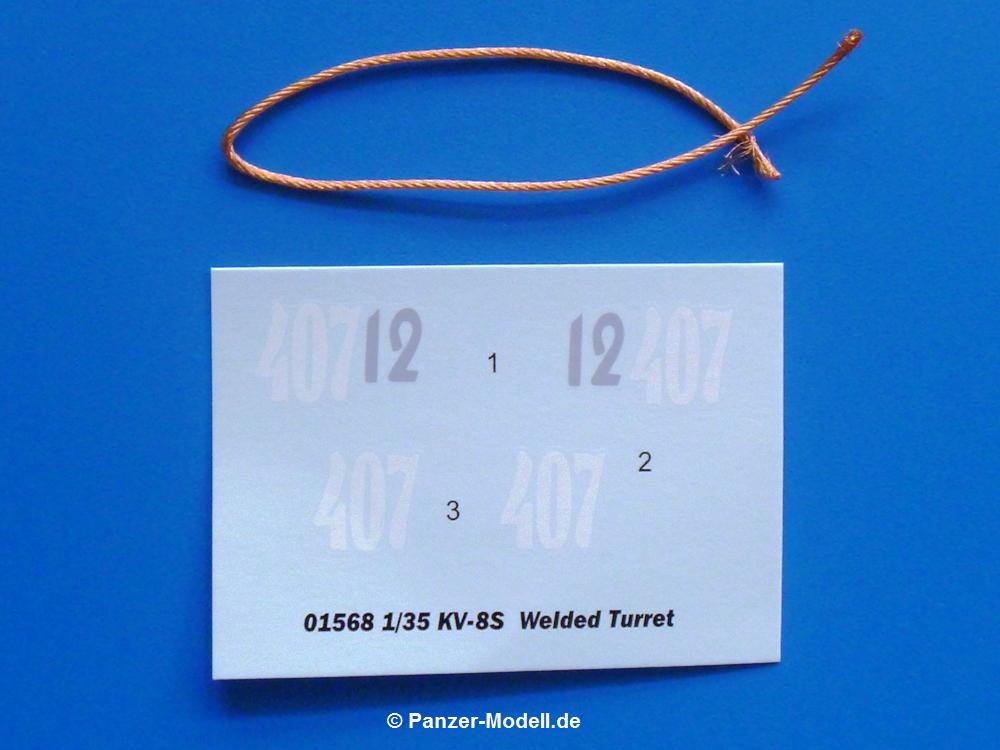 407 12 1 12 407
2
407 3 407
01568 1/35 KV-8S Welded Turret
© Panzer-Modell.de